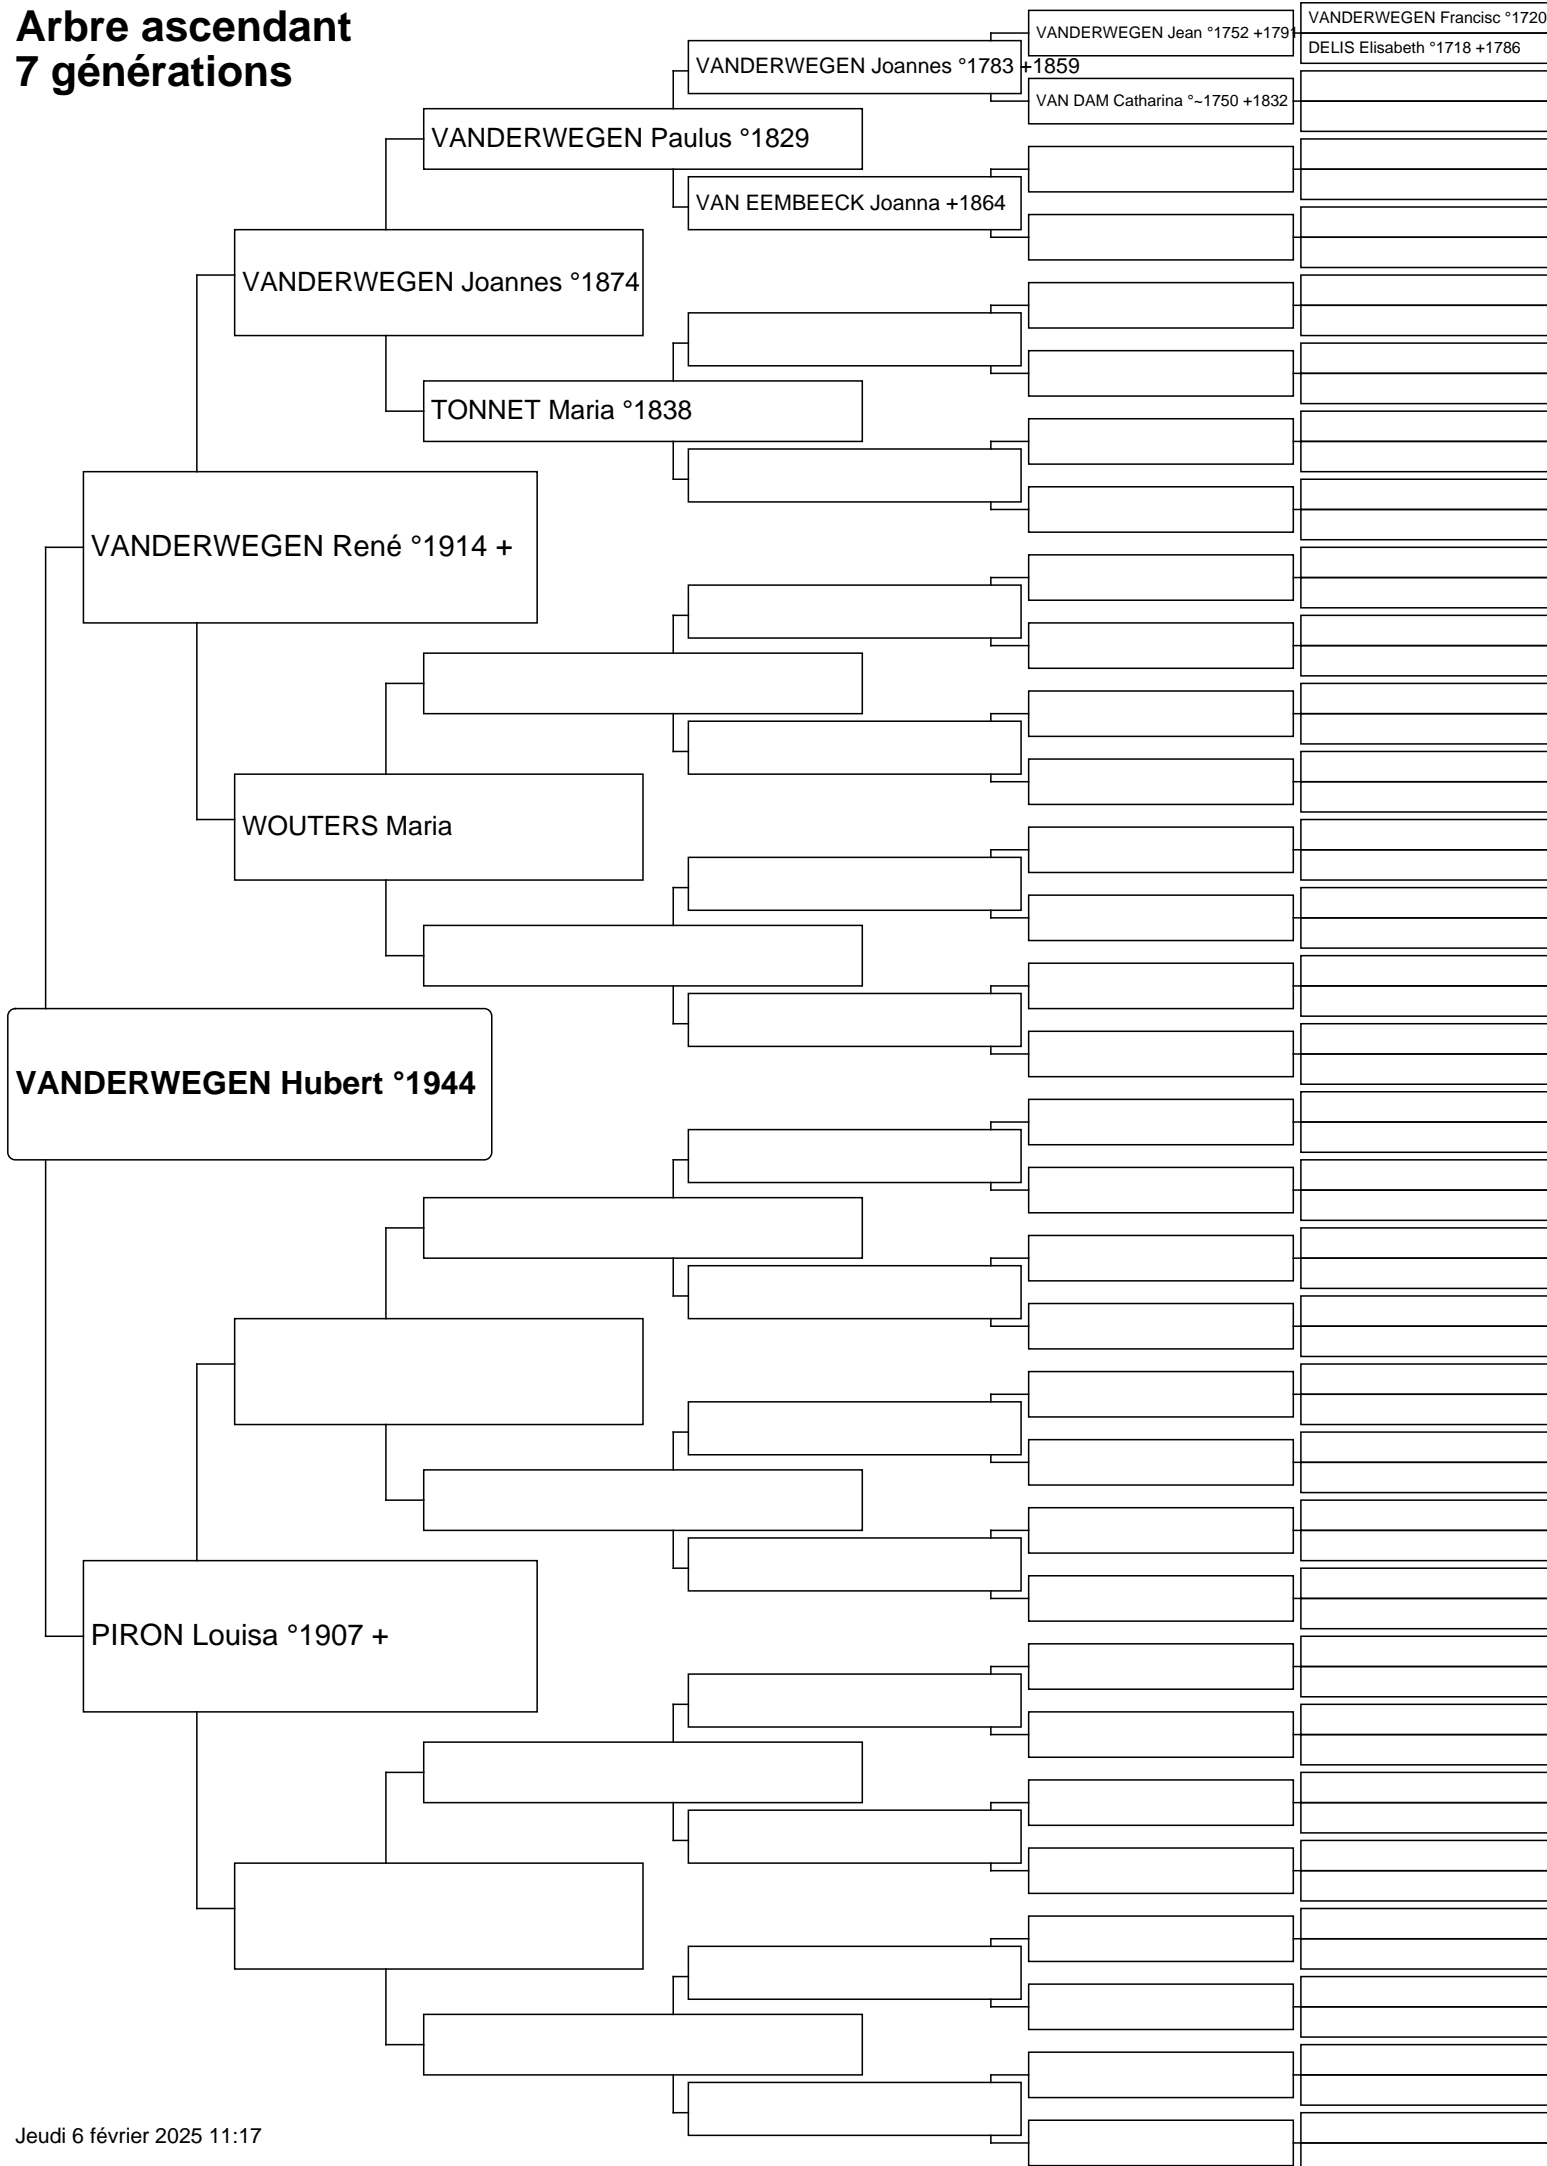 Arbre ascendant
7 générations
VANDERWEGEN Francisc °1720
VANDERWEGEN Jean °1752 +1791
DELIS Elisabeth °1718 +1786
VANDERWEGEN Joannes °1783 +1859
VAN DAM Catharina °~1750 +1832
VANDERWEGEN Paulus °1829
VAN EEMBEECK Joanna +1864
VANDERWEGEN Joannes °1874
TONNET Maria °1838
VANDERWEGEN René °1914 +
WOUTERS Maria
VANDERWEGEN Hubert °1944
PIRON Louisa °1907 +
Jeudi 6 février 2025 11:17